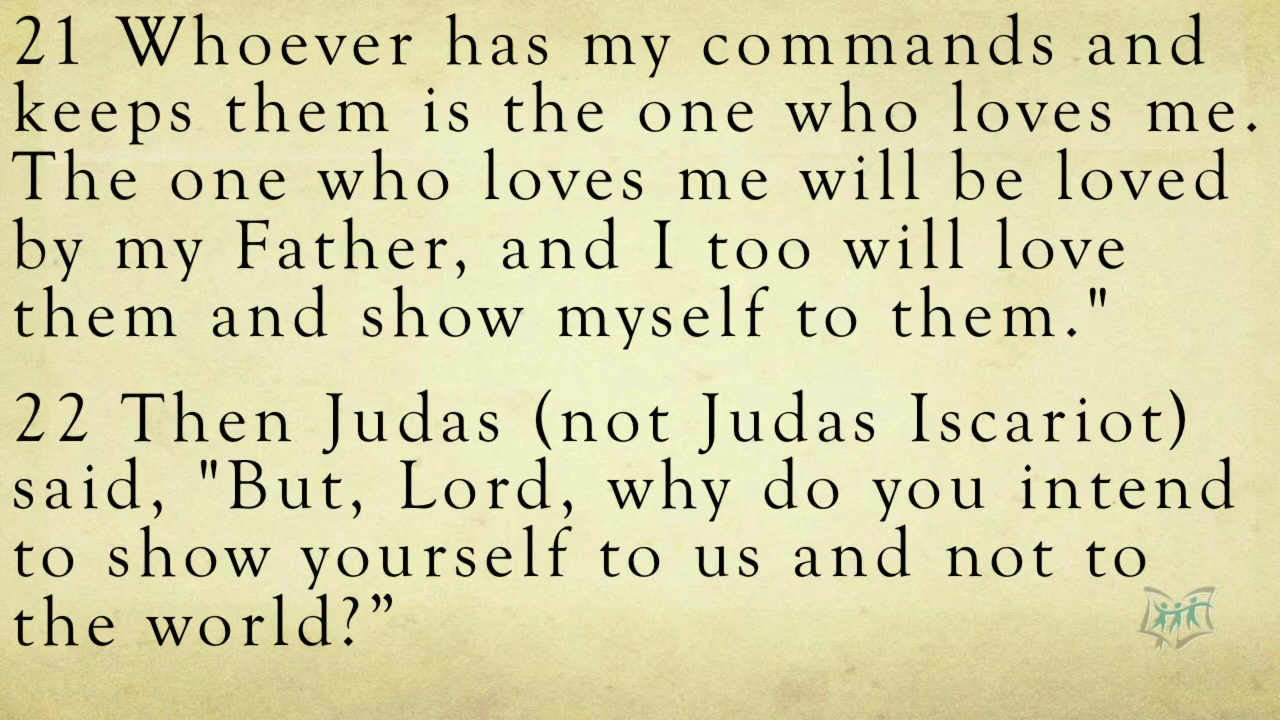 21 Whoever has my commands and
keeps them is the one who loves me.
The one who loves me will be loved
by my Father, and I too will love
them and show myself to them."
22 Then Judas (not Judas Iscariot)
said, "But, Lord, why do you intend
to show yourself to us and not to
the world?”